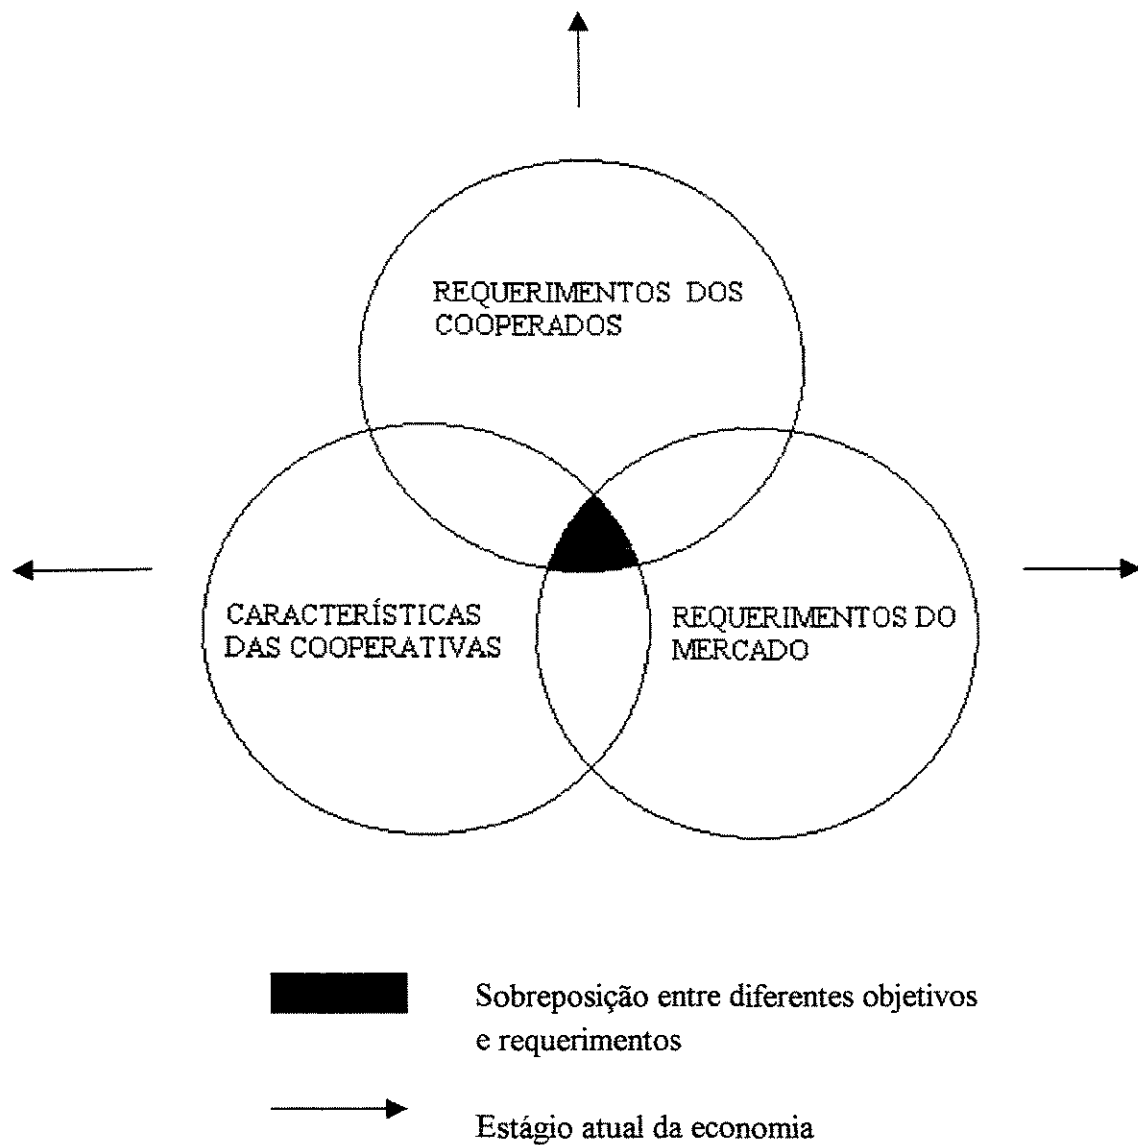 REQUERIMENTOS DOS
COOPERADOS
CARACTERÍSTICAS
DAS COOPERATIVAS
REQUERIMENTOS DO
MERCADO
Sobreposição entre diferentes objetivos
e requerimentos
Estágio atual da economia